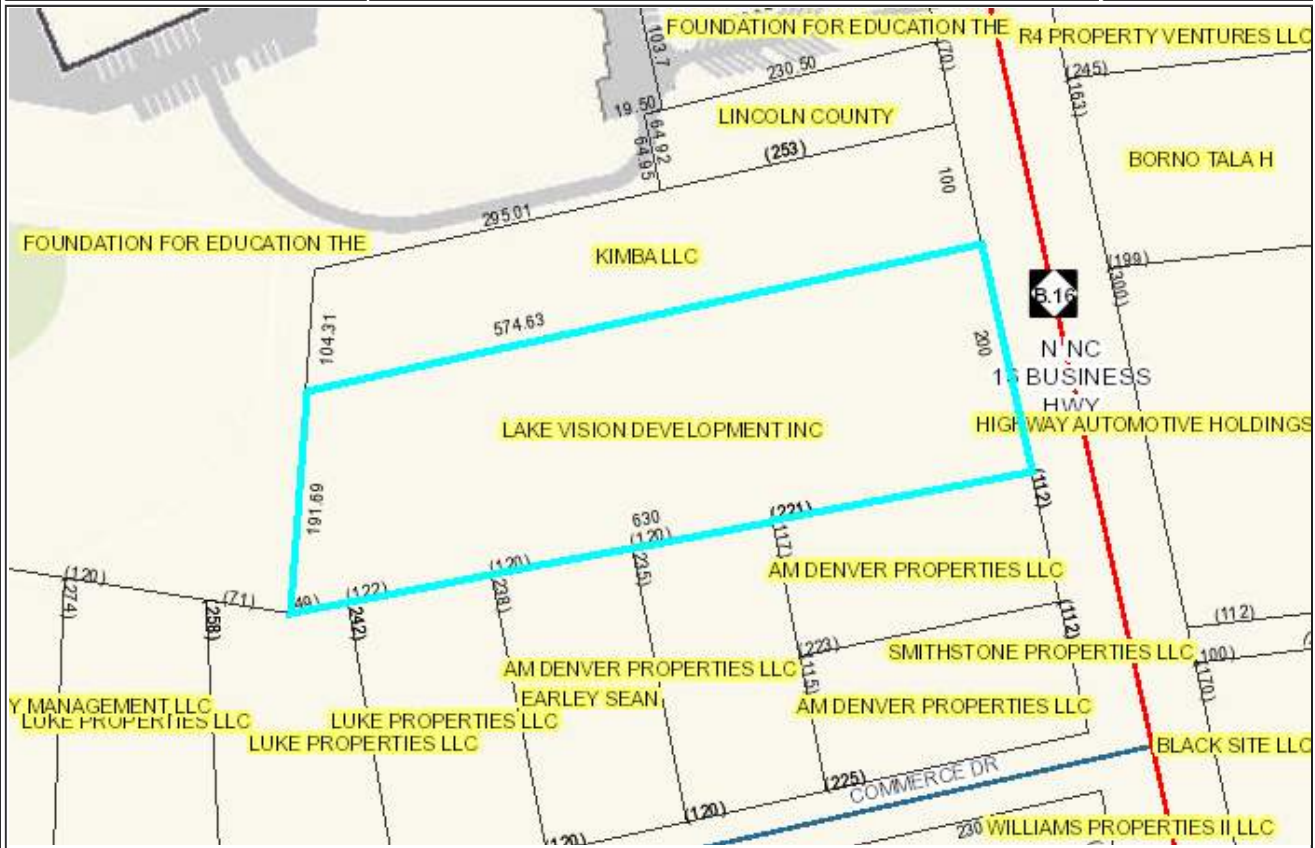 FOUNDATION FOR EDUCATION THE
R4 PROPERTY VENTURES LLC
103.7
(70)
230.50
(245)
(163)
19.50
LINCOLN COUNTY
64.92
64.95
(253)
BORNO TALA H
100
295.01
FOUNDATION FOR EDUCATION THE
KIMBA LLC
(199)
(300)
B.16
574.63
104.31
200
N NC
16 BUSINESS
HWY
LAKE VISION DEVELOPMENT INC
HIGHWAY AUTOMOTIVE HOLDINGS
191.69
(112)
630
(221)
(120)
(117)
(120)
(235)
AM DENVER PROPERTIES LLC
(120)
(274)
(71)
49)
(122)
(238)
(258)
(242)
(112)
(112)
(223)
SMITHSTONE PROPERTIES LLC
(100)
AM DENVER PROPERTIES LLC
(115)
(170)
Y MANAGEMENT LLC
EARLEY SEAN
AM DENVER PROPERTIES LLC
LUKE PROPERTIES LLC
LUKE PROPERTIES LLC
LUKE PROPERTIES LLC
BLACK SITE LLC
(225)
COMMERCE DR
(120)
(120)
230
WILLIAMS PROPERTIES II LLC